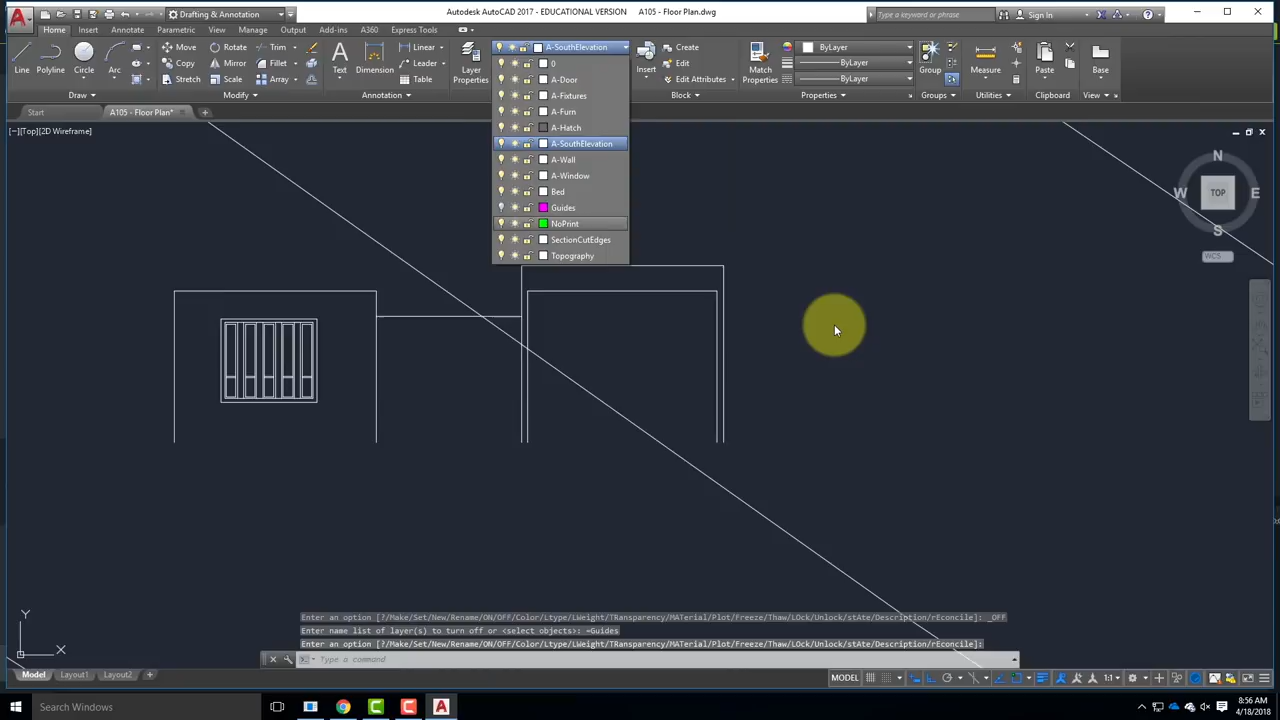 Drafting & Annotation
Autodesk AutoCAD 2017 - EDUCATIONAL VERSION A105 - Floor Plan.dwg
Type a keyword or phrase
Sign In
Home Insert Annotate Parametric View Manage Output Add-ins A360 Express Tools
Line Polyline Circle Arc
Move Rotate Trim
Copy Mirror Fillet
Stretch Scale Array
Text Dimension
Linear
Leader
Table
Layer Properties
A-SouthElevation
0
A-Door
A-Fixtures
A-Furn
A-Hatch
A-SouthElevation
A-Wall
A-Window
Bed
Guides
NoPrint
SectionCutEdges
Topography
Insert
Create
Edit
Edit Attributes
Match Properties
ByLayer
ByLayer
ByLayer
Group
Measure
Paste
Base
Draw Modify Annotation Block Properties Groups Utilities Clipboard View
Start A105 - Floor Plan*
[−][Top][2D Wireframe]
N
W TOP E
S
WCS
Y
X
Enter an option [?/Make/Set/New/Rename/ON/OFF/Color/Ltype/LWeight/TRansparency/MATerial/Plot/Freeze/Thaw/LOck/Unlock/stAte/Description/rEconcile]: _OFF
Enter name list of layer(s) to turn off or <select objects>: =Guides
Enter an option [?/Make/Set/New/Rename/ON/OFF/Color/Ltype/LWeight/TRansparency/MATerial/Plot/Freeze/Thaw/LOck/Unlock/stAte/Description/rEconcile]:
Type a command
Model Layout1 Layout2 +
MODEL
1:1
Search Windows
8:56 AM
4/18/2018